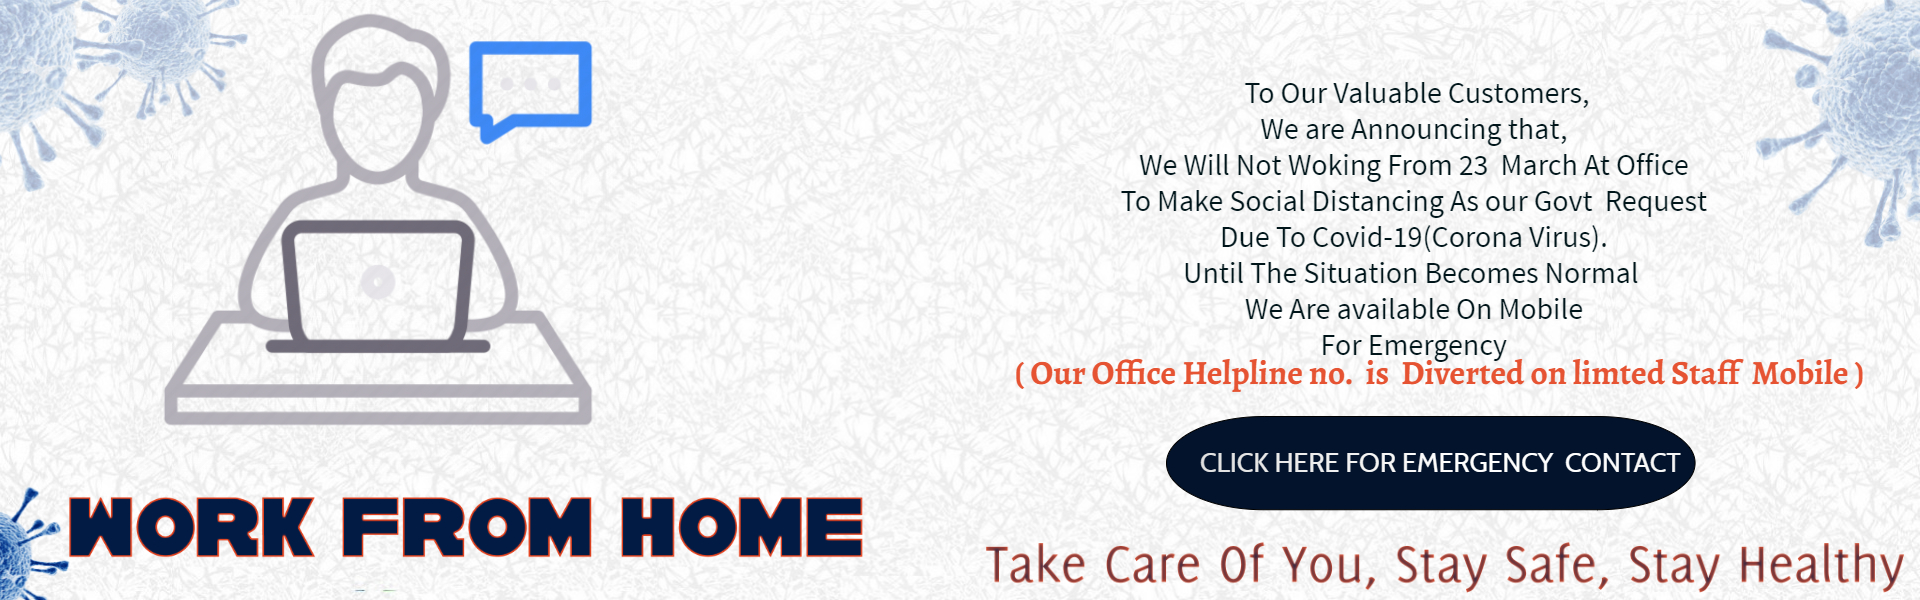 To Our Valuable Customers,
We are Announcing that,
We Will Not Woking From 23 March At Office
To Make Social Distancing As our Govt Request
Due To Covid-19(Corona Virus).
Until The Situation Becomes Normal
We Are available On Mobile
For Emergency
( Our Office Helpline no. is Diverted on limted Staff Mobile )
CLICK HERE FOR EMERGENCY CONTACT
WORK FROM HOME
Take Care Of You, Stay Safe, Stay Healthy